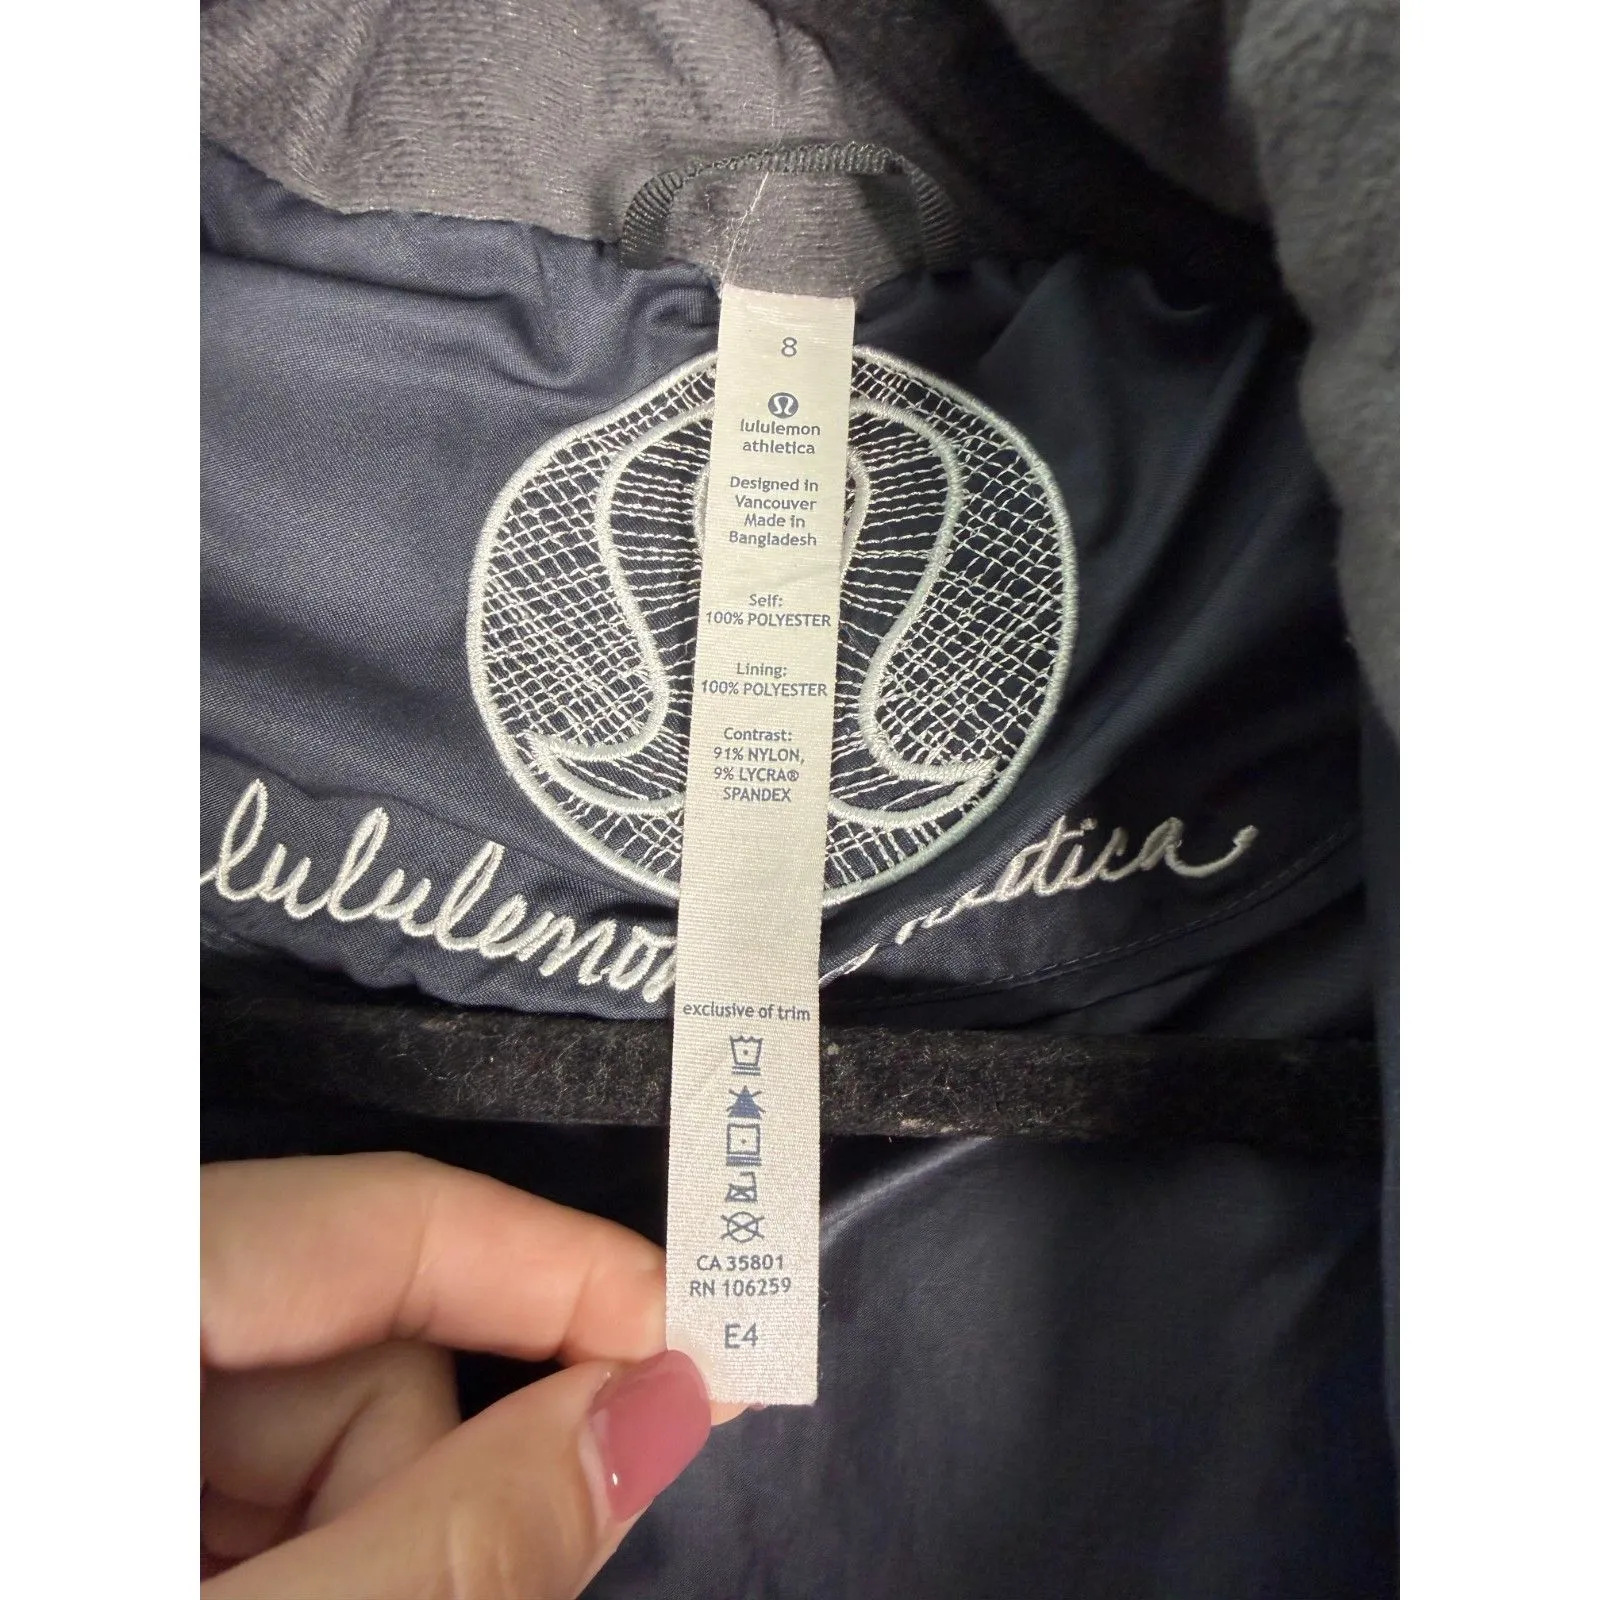 8
lululemon
athletica
Designed in
Vancouver
Made in
Bangladesh
Self:
100% POLYESTER
Lining:
100% POLYESTER
Contrast:
91% NYLON,
9% LYCRA®
SPANDEX
lululemon
exclusive of trim
CA 35801
RN 106259
E4